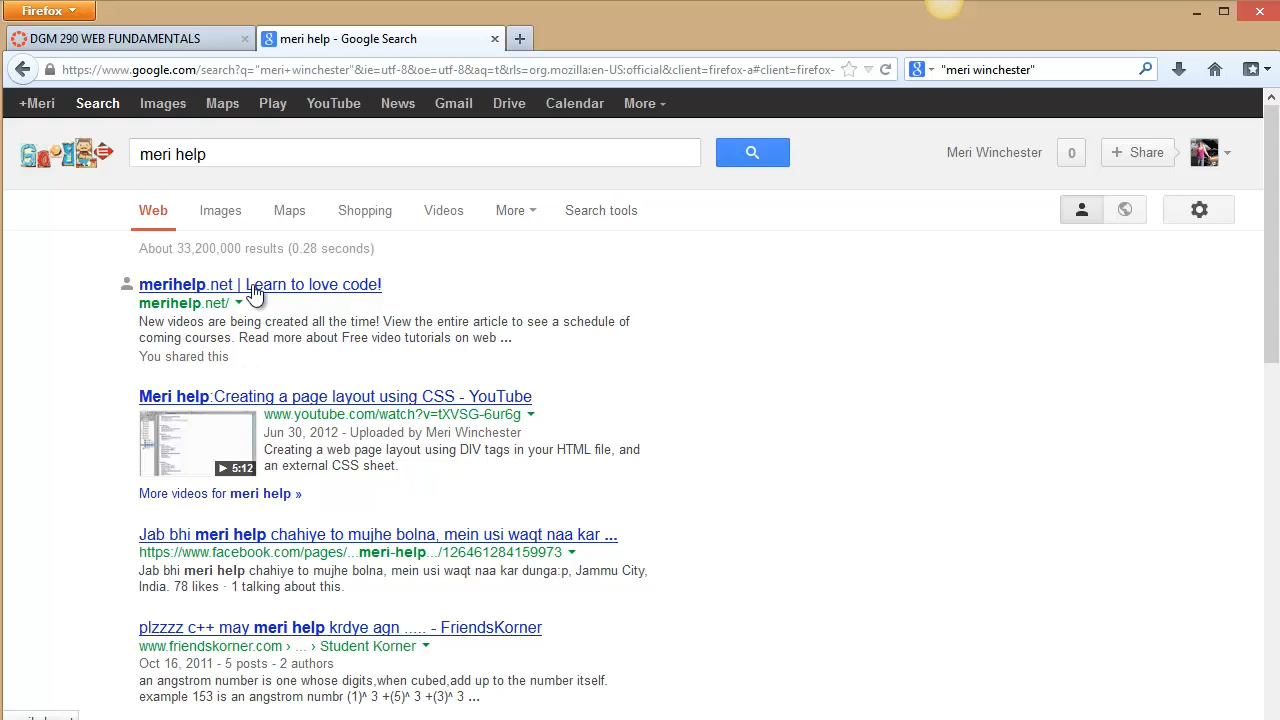 Firefox
DGM 290 WEB FUNDAMENTALS
meri help - Google Search
https://www.google.com/search?q="meri+winchester"&ie=utf-8&oe=utf-8&aq=t&rls=org.mozilla:en-US:official&client=firefox-a#client=firefox-
"meri winchester"
+Meri Search Images Maps Play YouTube News Gmail Drive Calendar More
meri help
Meri Winchester 0 + Share
Web Images Maps Shopping Videos More Search tools
About 33,200,000 results (0.28 seconds)
merihelp.net | Learn to love code!
merihelp.net/
New videos are being created all the time! View the entire article to see a schedule of
coming courses. Read more about Free video tutorials on web ...
You shared this
Meri help:Creating a page layout using CSS - YouTube
www.youtube.com/watch?v=tXVSG-6ur6g
Jun 30, 2012 - Uploaded by Meri Winchester
Creating a web page layout using DIV tags in your HTML file, and
an external CSS sheet.
5:12
More videos for meri help »
Jab bhi meri help chahiye to mujhe bolna, mein usi waqt naa kar ...
https://www.facebook.com/pages/...meri-help.../126461284159973
Jab bhi meri help chahiye to mujhe bolna, mein usi waqt naa kar dunga:p, Jammu City,
India. 78 likes · 1 talking about this.
plzzzz c++ may meri help krdye agn ..... - FriendsKorner
www.friendskorner.com › ... › Student Korner
Oct 16, 2011 - 5 posts - 2 authors
an angstrom number is one whose digits,when cubed,add up to the number itself.
example 153 is an angstrom numbr (1)^ 3 +(5)^ 3 +(3)^ 3 ...